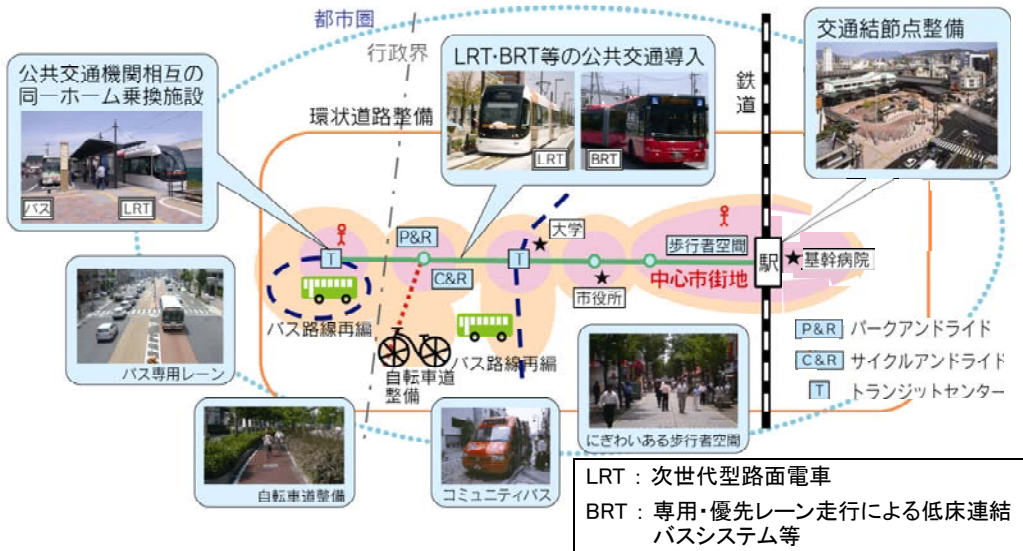 都市圏
行政界
公共交通機関相互の
同一ホーム乗換施設
バス
LRT
環状道路整備
LRT・BRT等の公共交通導入
LRT
BRT
鉄道
交通結節点整備
T
P&R
C&R
T
大学
市役所
歩行者空間
中心市街地
駅
基幹病院
バス路線再編
バス路線再編
自転車道
整備
バス専用レーン
自転車道整備
コミュニティバス
にぎわいある歩行者空間
P&R パークアンドライド
C&R サイクルアンドライド
T トランジットセンター
LRT : 次世代型路面電車
BRT : 専用・優先レーン走行による低床連結
バスシステム等